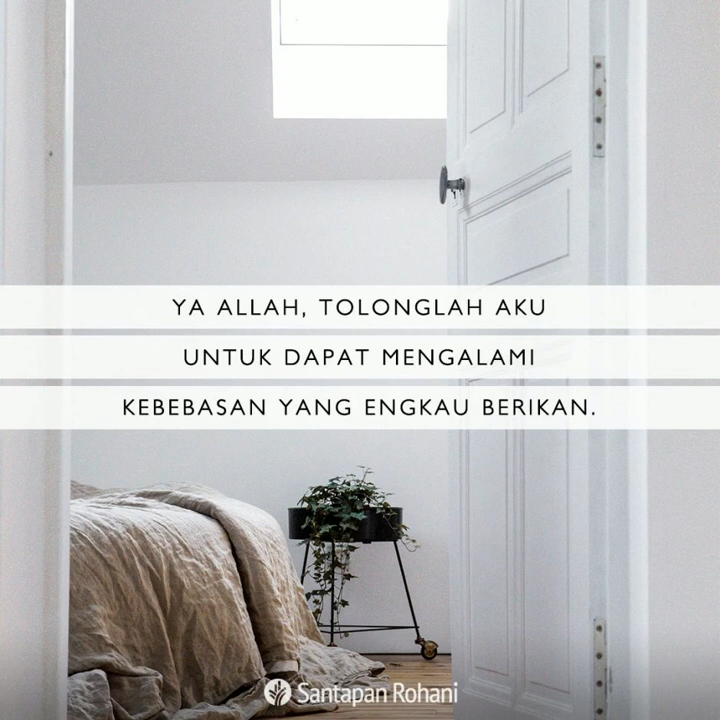 YA ALLAH, TOLONGLAH AKU
UNTUK DAPAT MENGALAMI
KEBEBASAN YANG ENGKAU BERIKAN.
Santapan Rohani